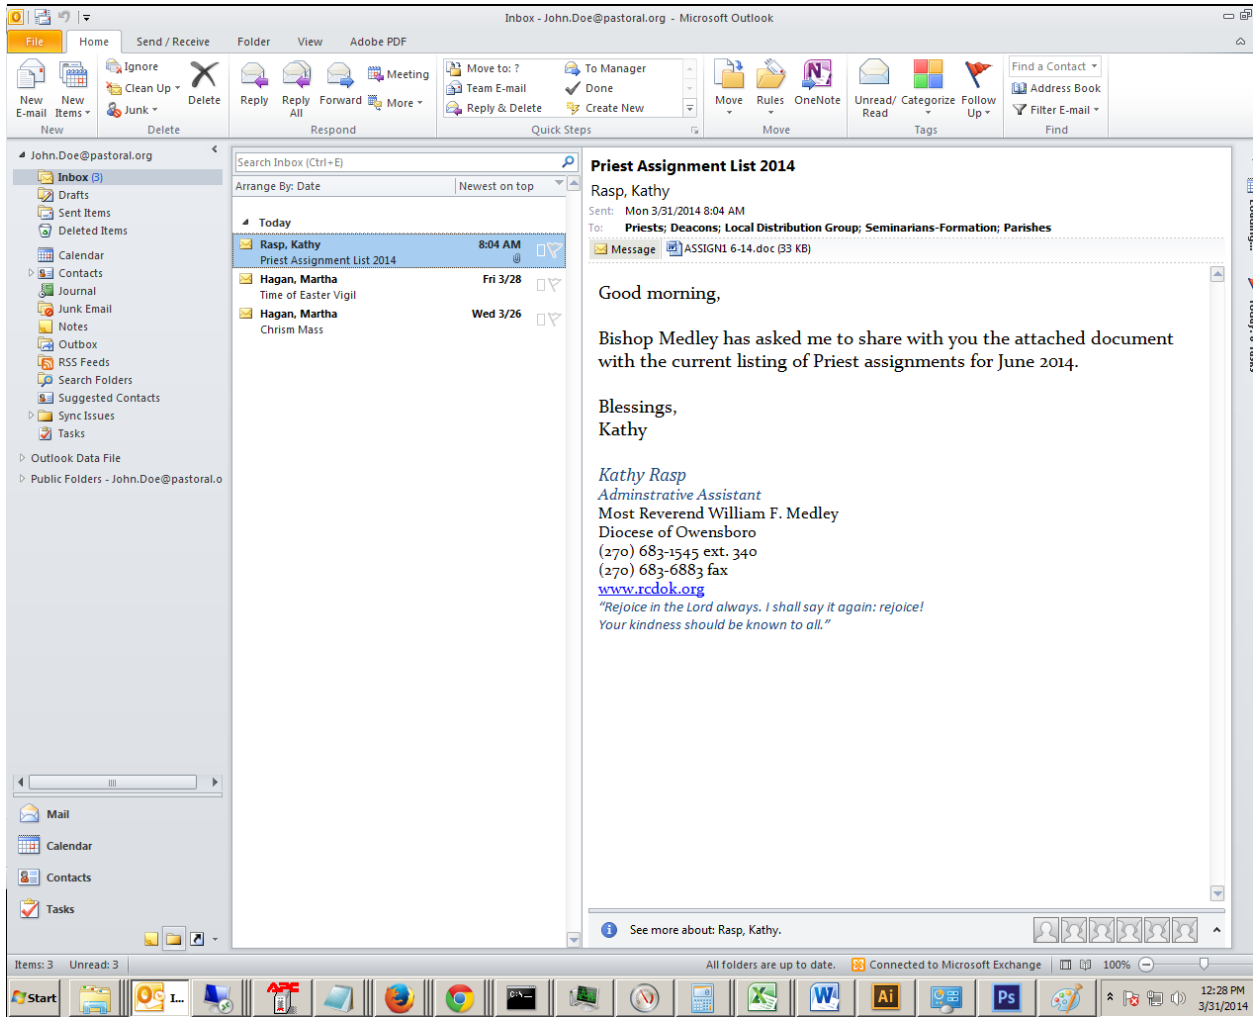 Inbox - John.Doe@pastoral.org - Microsoft Outlook
File Home Send / Receive Folder View Adobe PDF
New E-mail
New Items
New
Ignore
Clean Up
Junk
Delete
Delete
Reply
Reply All
Forward
Meeting
More
Respond
Move to: ?
Team E-mail
Reply & Delete
To Manager
Done
Create New
Quick Steps
Move
Rules
OneNote
Move
Unread/ Read
Categorize
Follow Up
Tags
Find a Contact
Address Book
Filter E-mail
Find
John.Doe@pastoral.org
Inbox (3)
Drafts
Sent Items
Deleted Items
Calendar
Contacts
Journal
Junk Email
Notes
Outbox
RSS Feeds
Search Folders
Suggested Contacts
Sync Issues
Tasks
Outlook Data File
Public Folders - John.Doe@pastoral.o
Mail
Calendar
Contacts
Tasks
Search Inbox (Ctrl+E)
Arrange By: Date Newest on top
Today
Rasp, Kathy 8:04 AM
Priest Assignment List 2014
Hagan, Martha Fri 3/28
Time of Easter Vigil
Hagan, Martha Wed 3/26
Chrism Mass
Priest Assignment List 2014
Rasp, Kathy
Sent: Mon 3/31/2014 8:04 AM
To: Priests; Deacons; Local Distribution Group; Seminarians-Formation; Parishes
Message ASSIGN1 6-14.doc (33 KB)
Good morning,
Bishop Medley has asked me to share with you the attached document
with the current listing of Priest assignments for June 2014.
Blessings,
Kathy
Kathy Rasp
Adminstrative Assistant
Most Reverend William F. Medley
Diocese of Owensboro
(270) 683-1545 ext. 340
(270) 683-6883 fax
www.rcdok.org
"Rejoice in the Lord always. I shall say it again: rejoice!
Your kindness should be known to all."
See more about: Rasp, Kathy.
Items: 3 Unread: 3
All folders are up to date. Connected to Microsoft Exchange 100%
Start
I...
APC
C:\
Ai
Ps
12:28 PM
3/31/2014